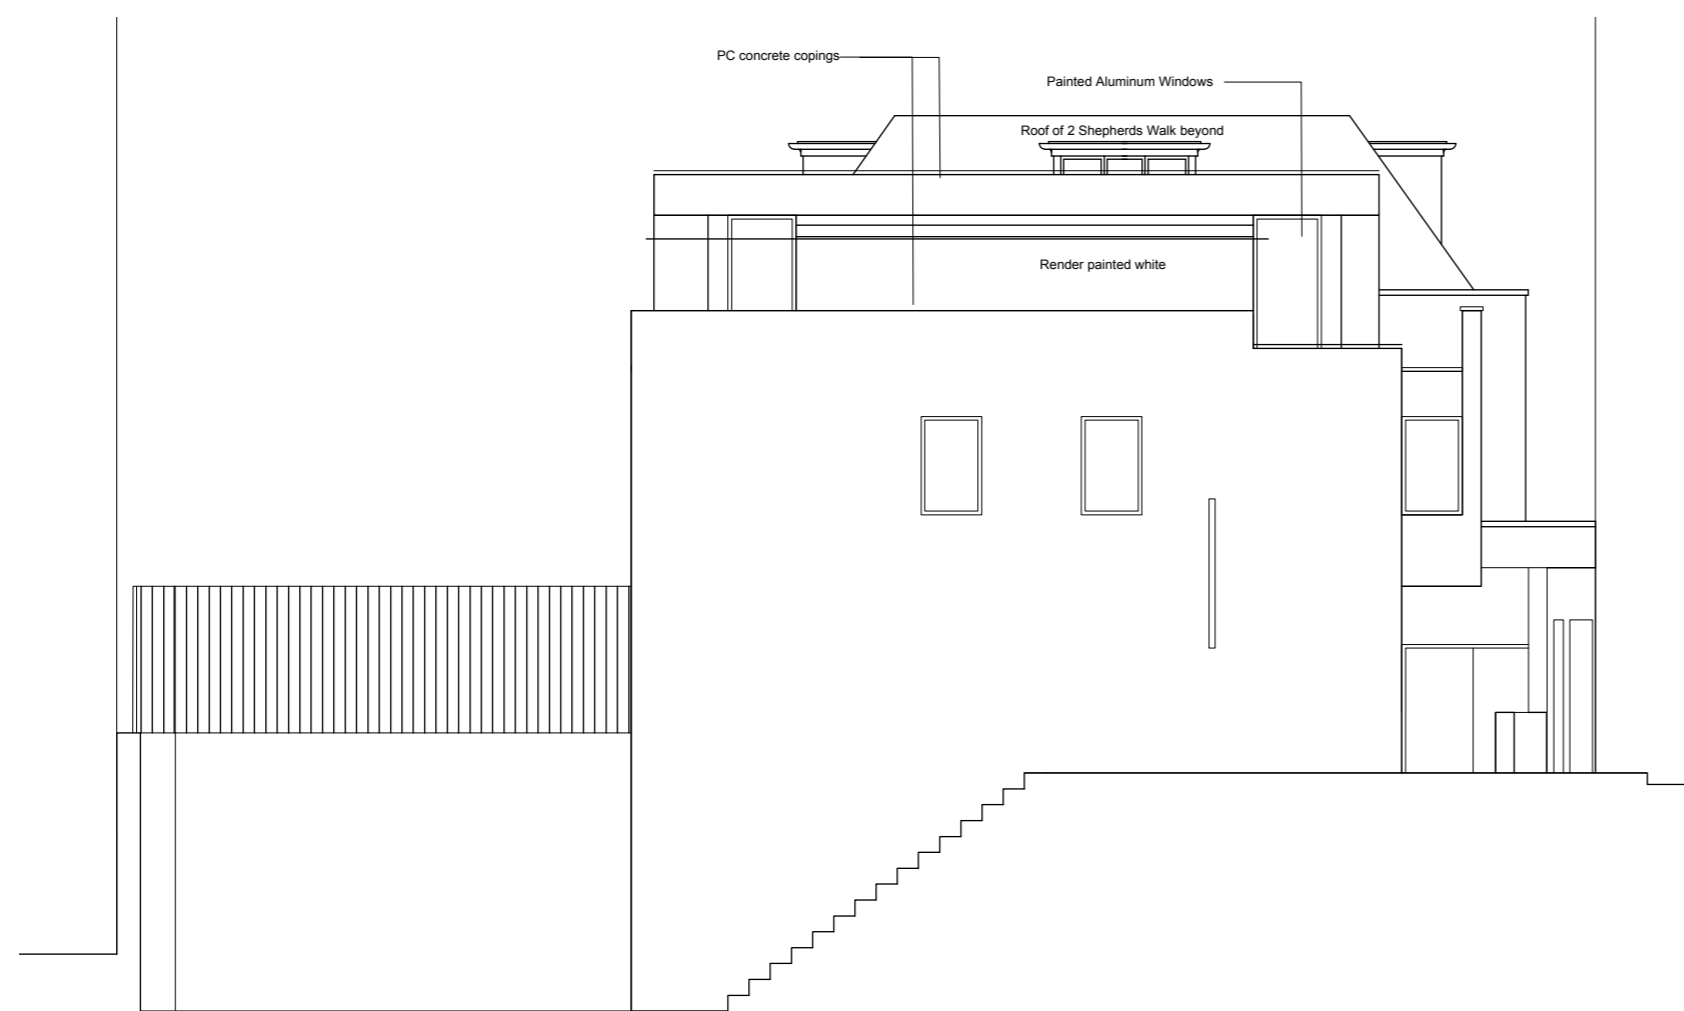 PC concrete copings
Painted Aluminum Windows
Roof of 2 Shepherds Walk beyond
Render painted white